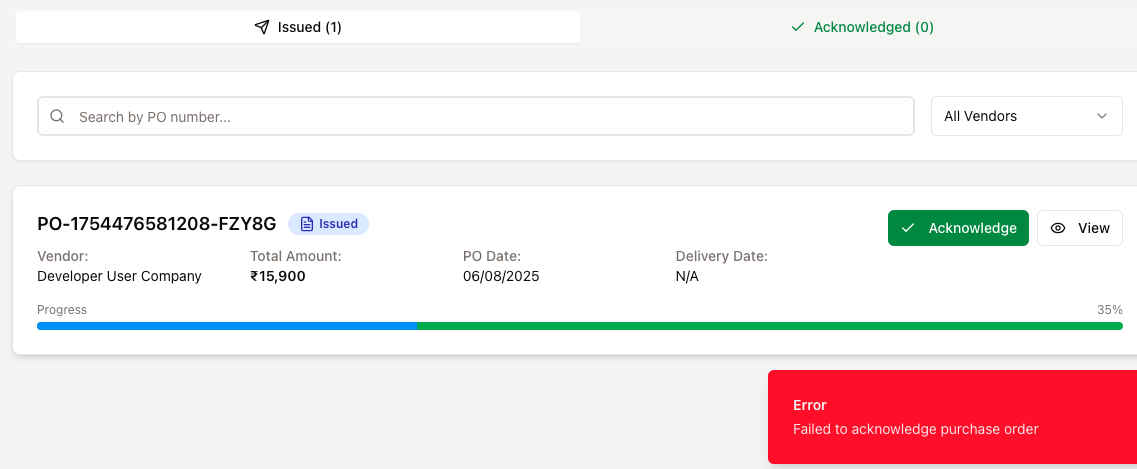 Issued (1)
Acknowledged (0)
Search by PO number...
All Vendors
PO-1754476581208-FZY8G
Issued
Acknowledge
View
Vendor:
Developer User Company
Total Amount:
₹15,900
PO Date:
06/08/2025
Delivery Date:
N/A
Progress
35%
Error
Failed to acknowledge purchase order